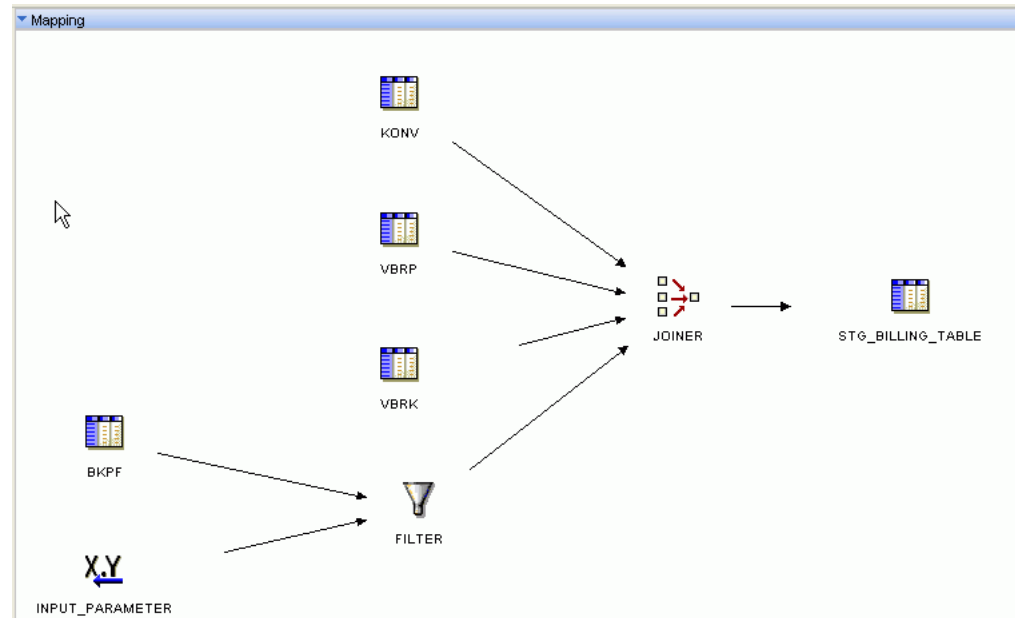 Mapping
KONV
VBRP
JOINER
STG_BILLING_TABLE
VBRK
BKPF
FILTER
X.Y
INPUT_PARAMETER